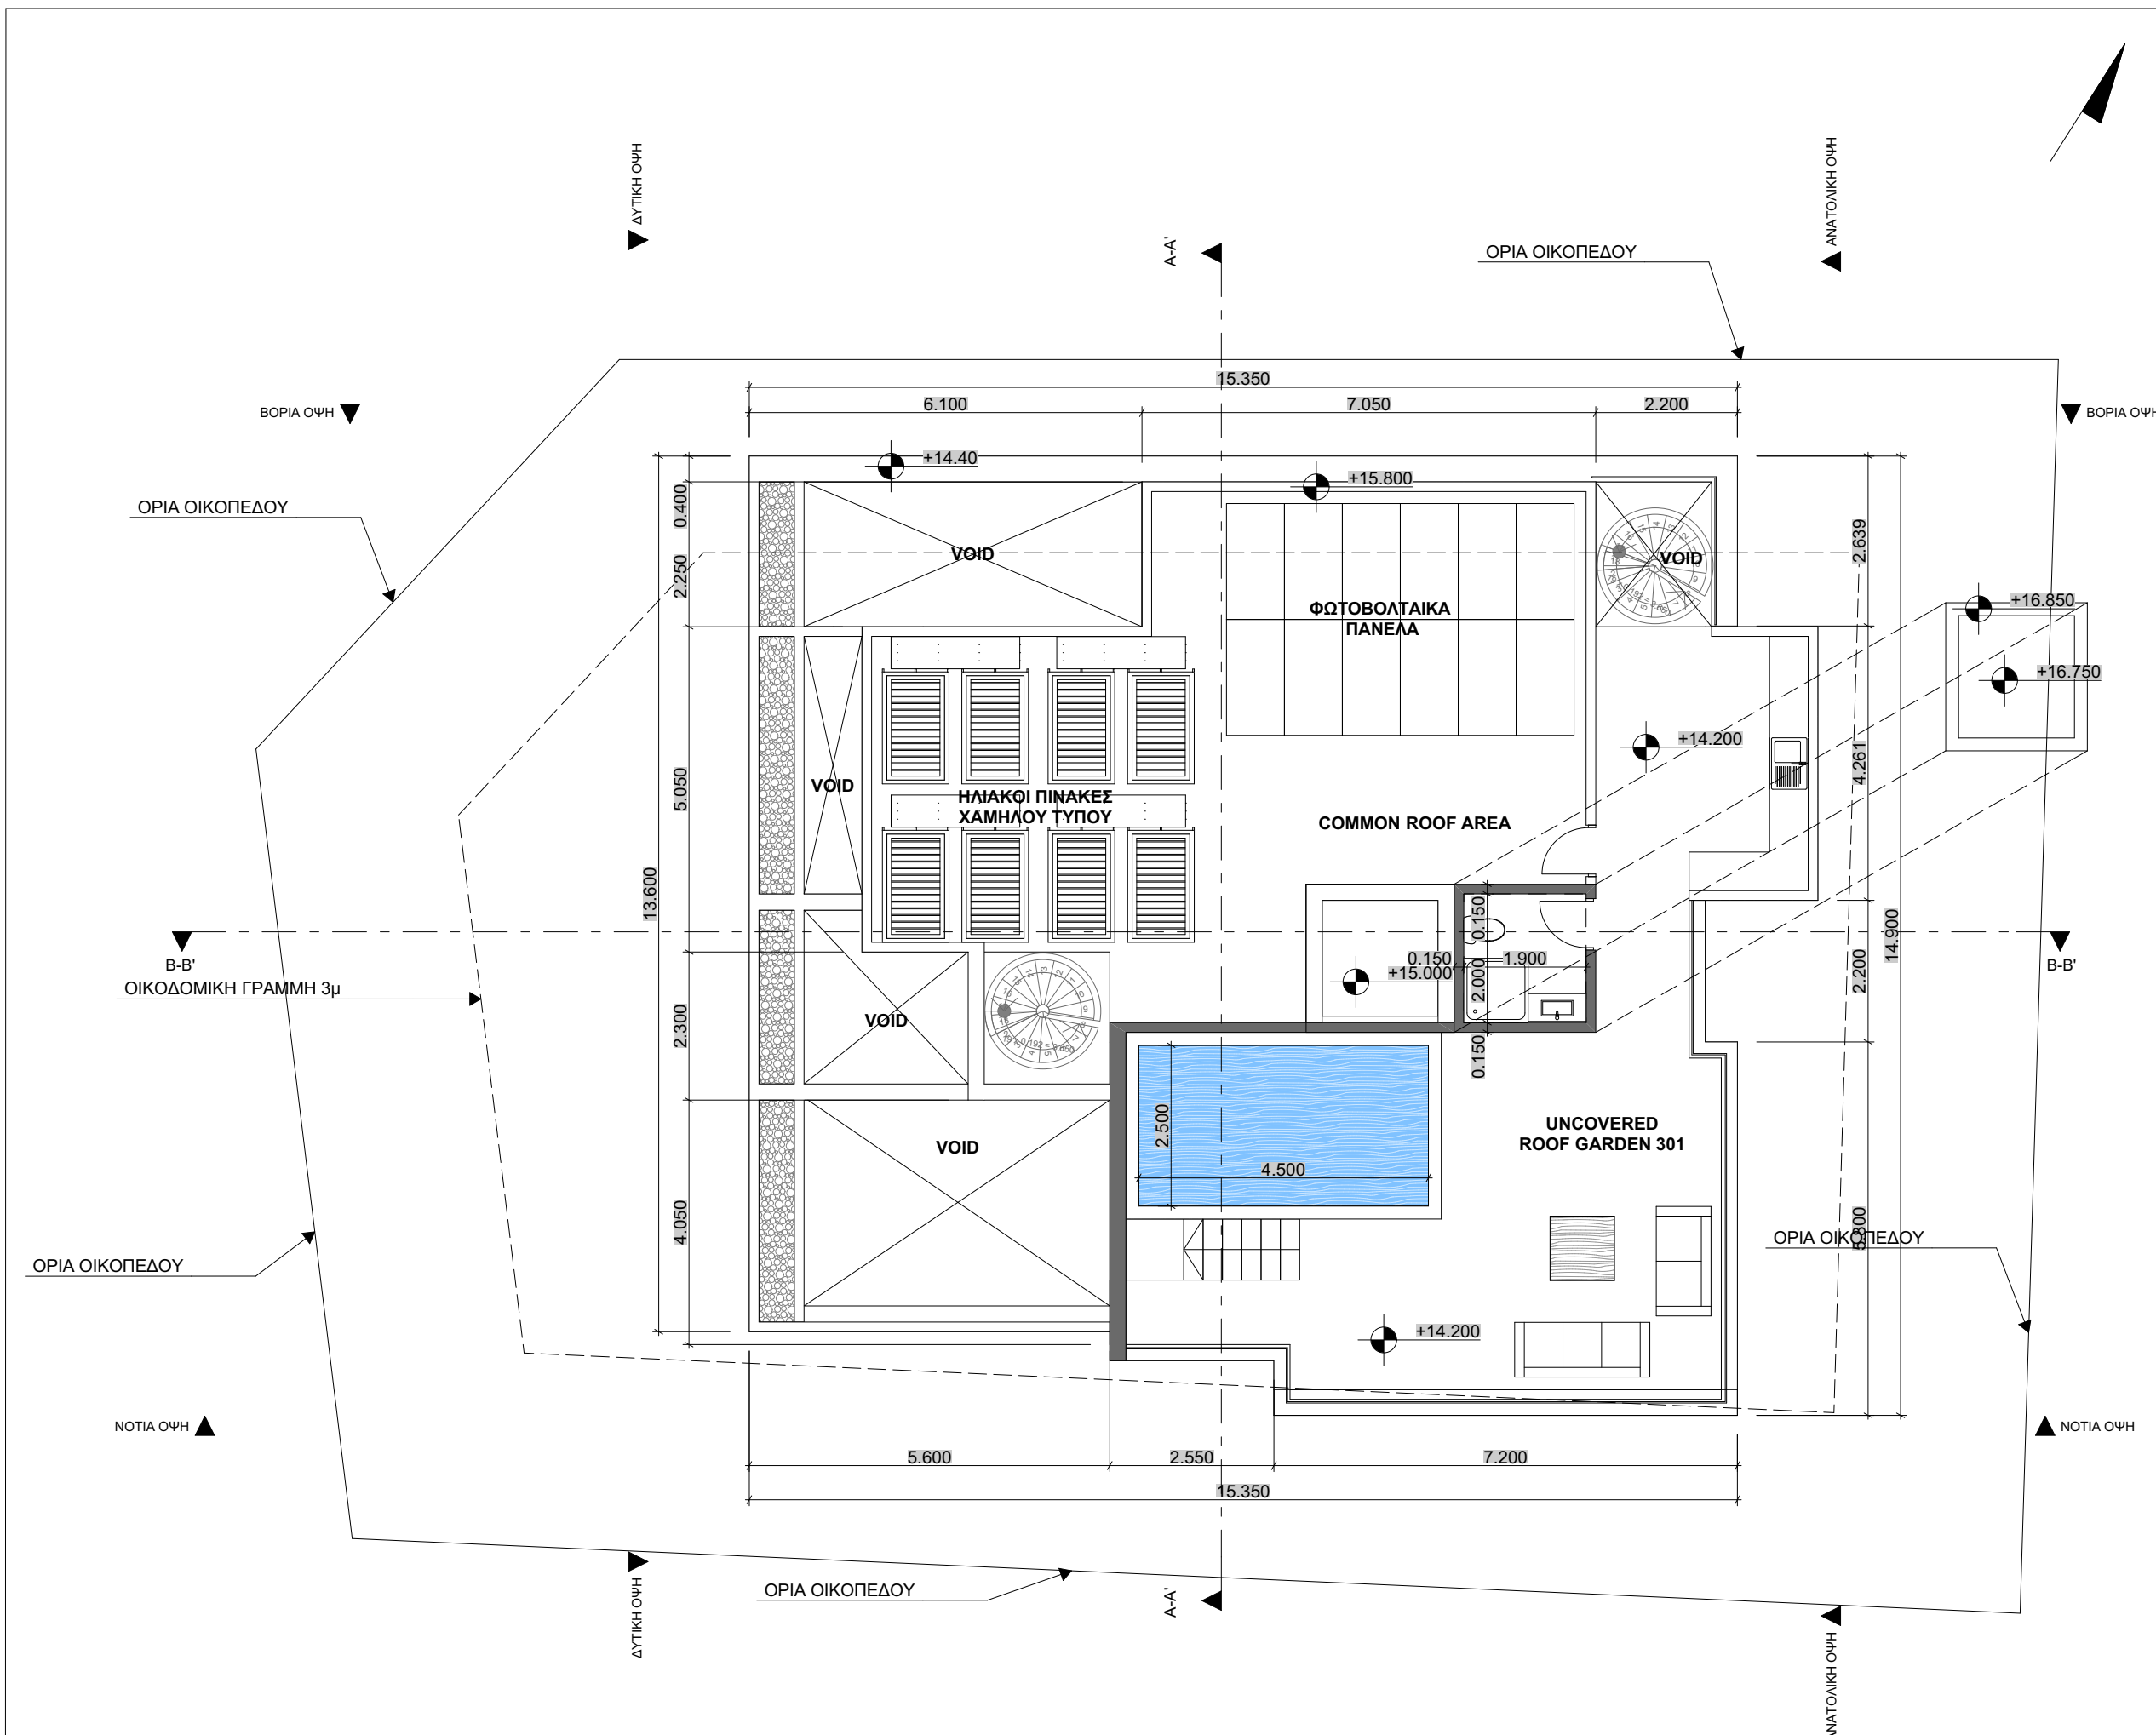 ΔΥΤΙΚΗ ΟΨΗ
ΑΝΑΤΟΛΙΚΗ ΟΨΗ
A-A'
ΟΡΙΑ ΟΙΚΟΠΕΔΟΥ
15.350
6.100
7.050
2.200
ΒΟΡΙΑ ΟΨΗ
ΒΟΡΙΑ ΟΨΗ
+14.40
+15.800
ΟΡΙΑ ΟΙΚΟΠΕΔΟΥ
0.400
2.250
VOID
VOID
2.639
ΦΩΤΟΒΟΛΤΑΙΚΑ
ΠΑΝΕΛΑ
+16.850
+16.750
+14.200
5.050
VOID
ΗΛΙΑΚΟΙ ΠΙΝΑΚΕΣ
ΧΑΜΗΛΟΥ ΤΥΠΟΥ
COMMON ROOF AREA
4.261
13.600
14.900
0.150
B-B'
B-B'
0.150
1.900
+15.000
2.000
2.200
ΟΙΚΟΔΟΜΙΚΗ ΓΡΑΜΜΗ 3μ
VOID
2.300
0.150
2.500
4.500
UNCOVERED
ROOF GARDEN 301
VOID
4.050
5.800
ΟΡΙΑ ΟΙΚΟΠΕΔΟΥ
ΟΡΙΑ ΟΙΚΟΠΕΔΟΥ
+14.200
ΝΟΤΙΑ ΟΨΗ
ΝΟΤΙΑ ΟΨΗ
5.600
2.550
7.200
15.350
ΔΥΤΙΚΗ ΟΨΗ
ΟΡΙΑ ΟΙΚΟΠΕΔΟΥ
A-A'
ΑΝΑΤΟΛΙΚΗ ΟΨΗ